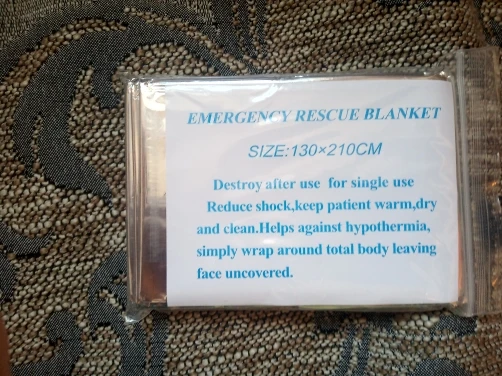 EMERGENCY RESCUE BLANKET
SIZE:130×210CM
Destroy after use for single use
Reduce shock,keep patient warm,dry
and clean.Helps against hypothermia,
simply wrap around total body leaving
face uncovered.